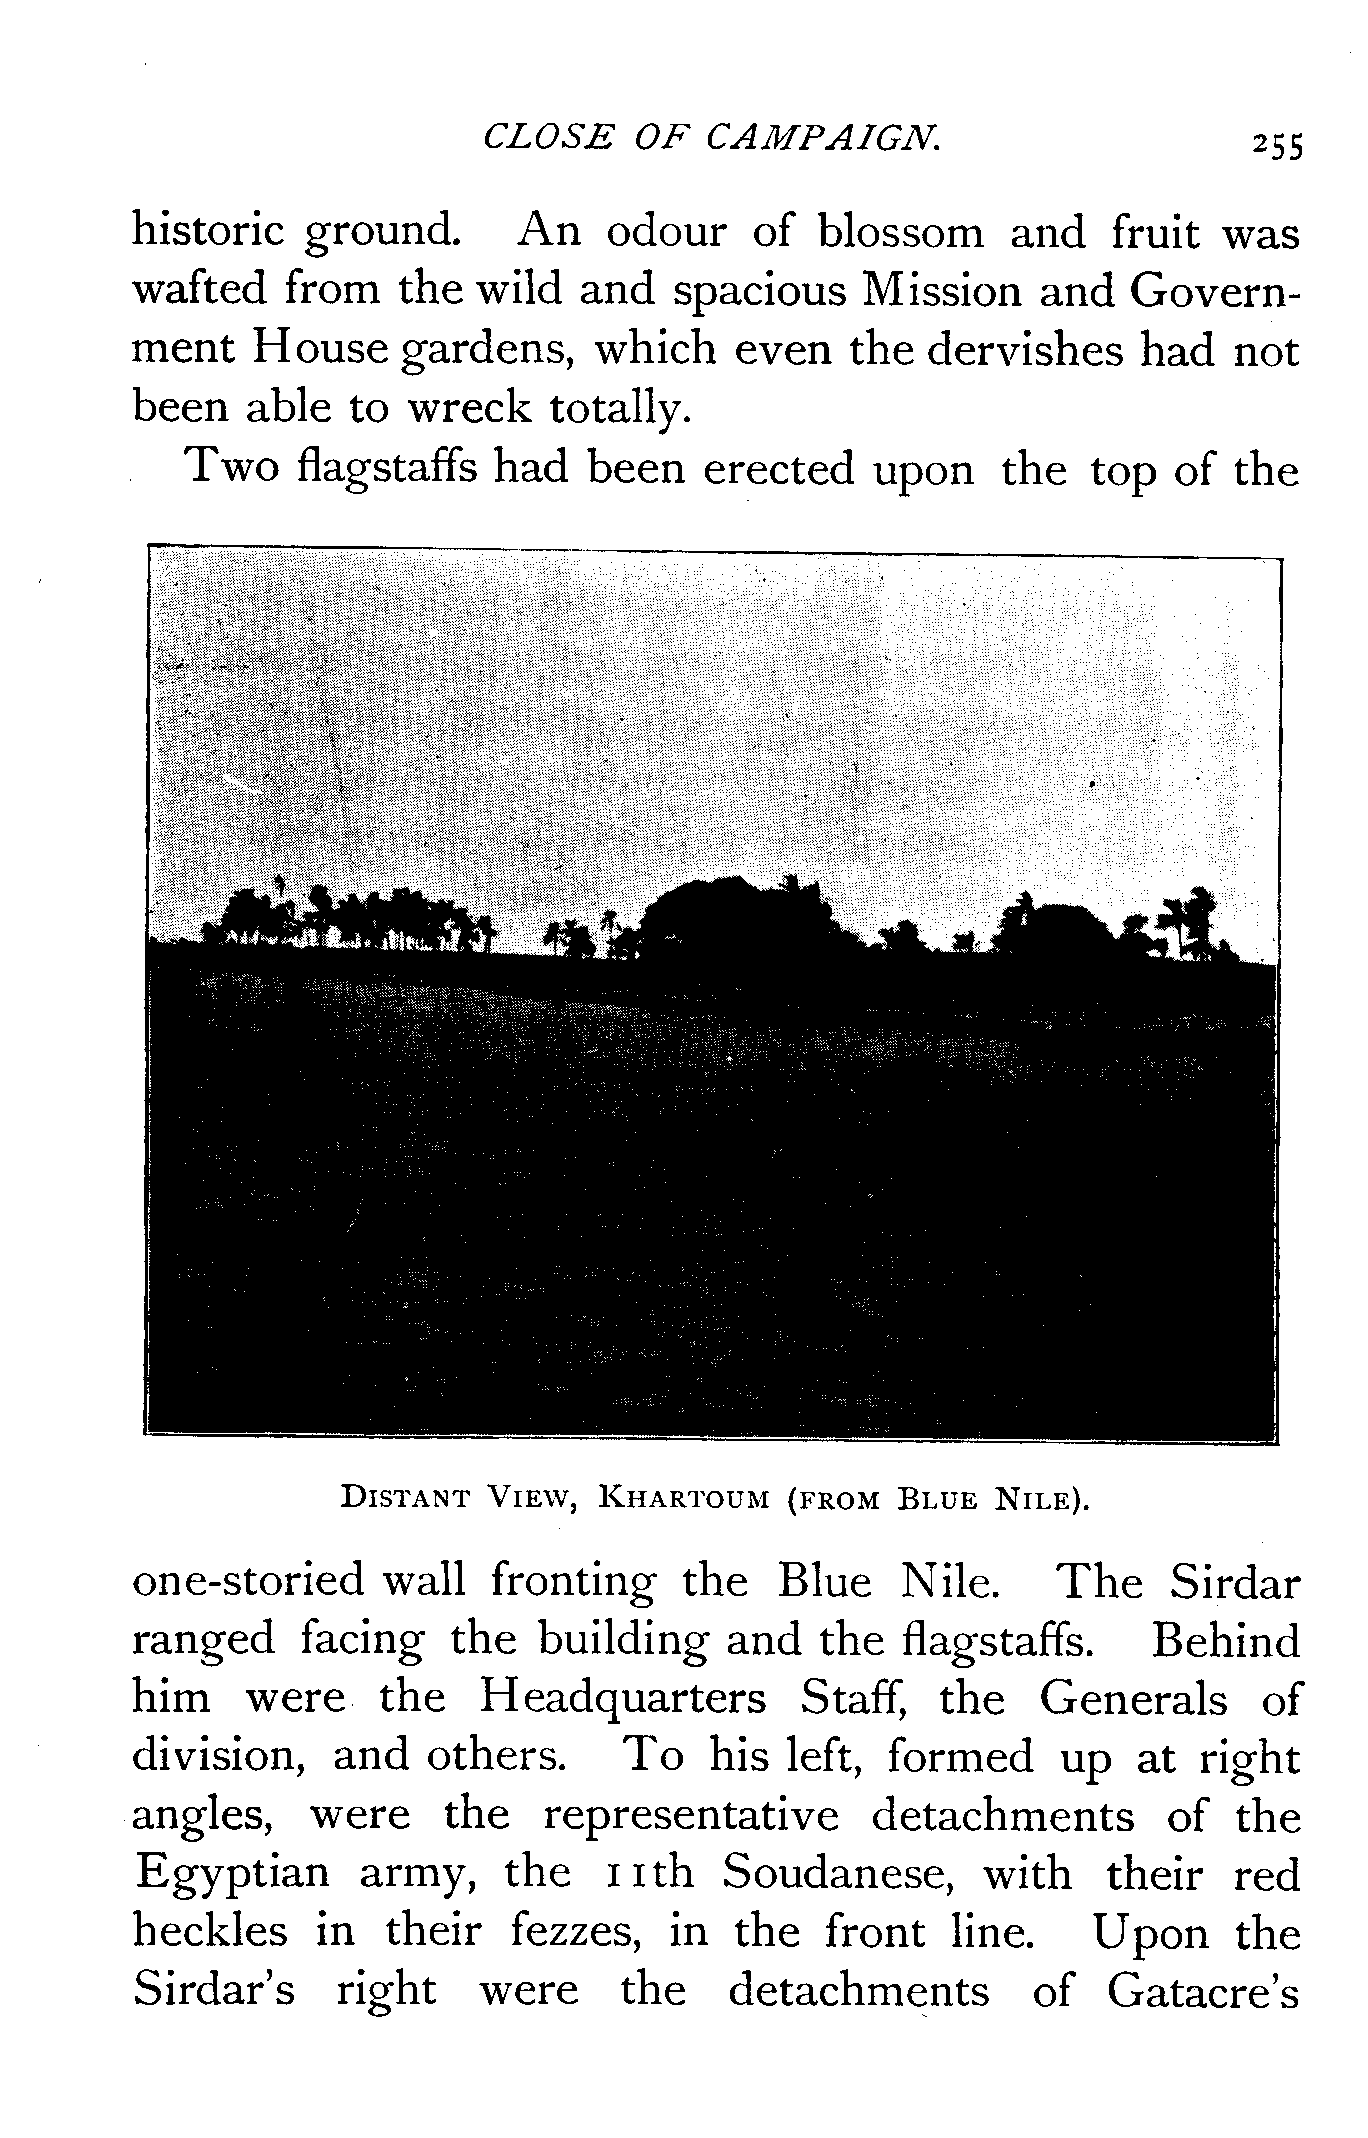 CLOSE OF CAMPAIGN. 255
historic ground. An odour of blossom and fruit was
wafted from the wild and spacious Mission and Govern-
ment House gardens, which even the dervishes had not
been able to wreck totally.
Two flagstaffs had been erected upon the top of the
DISTANT VIEW, KHARTOUM (FROM BLUE NILE).
one-storied wall fronting the Blue Nile. The Sirdar
ranged facing the building and the flagstaffs. Behind
him were the Headquarters Staff, the Generals of
division, and others. To his left, formed up at right
angles, were the representative detachments of the
Egyptian army, the 11th Soudanese, with their red
heckles in their fezzes, in the front line. Upon the
Sirdar's right were the detachments of Gatacre's